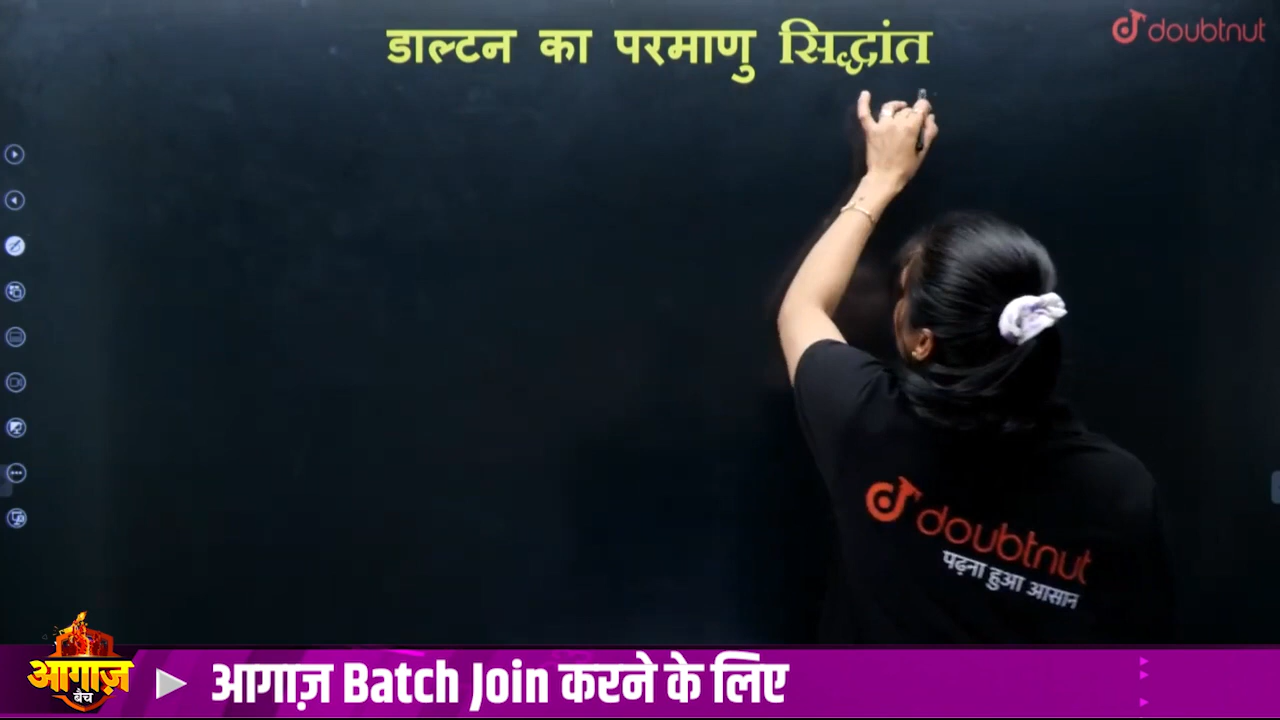 डाल्टन का परमाणु सिद्धांत
doubtnut
doubtnut
पढ़ना हुआ आसान
आगाज़
बैच
आगाज़ Batch Join करने के लिए